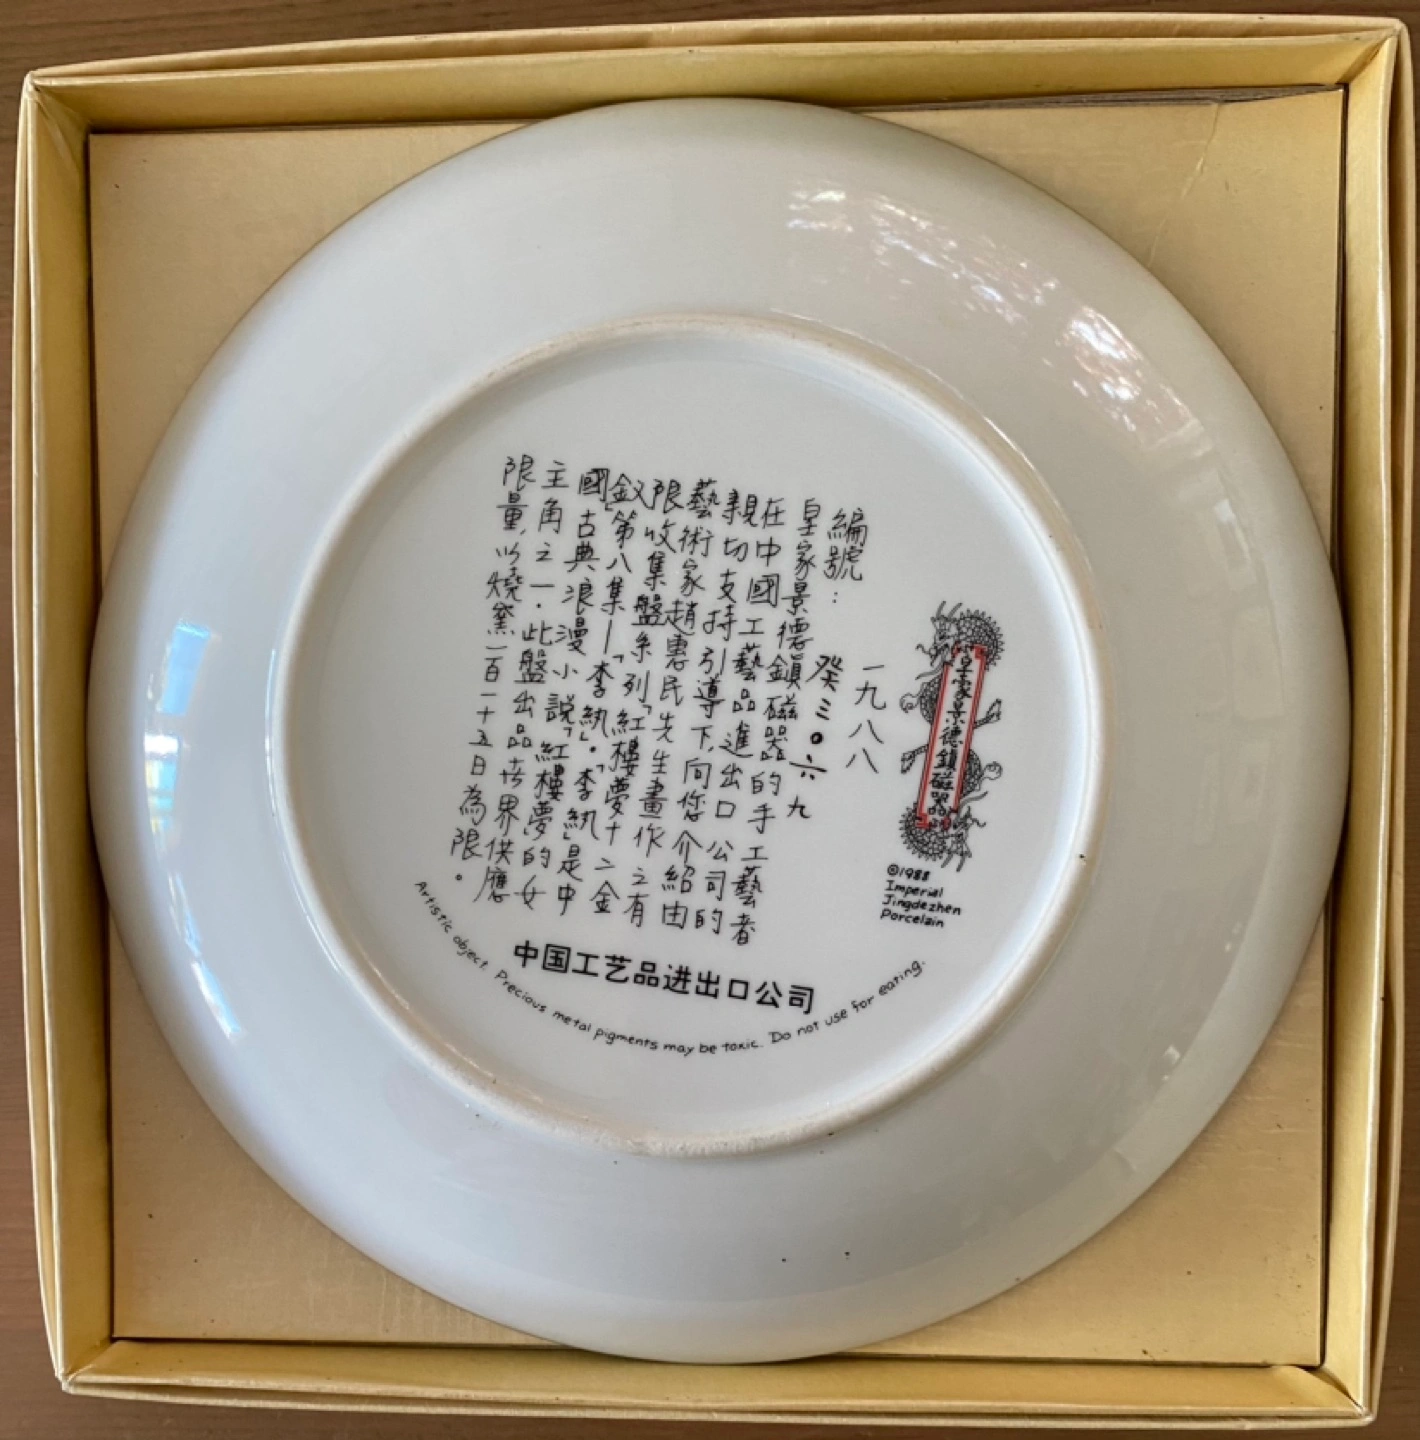 皇家景德鎮磁器
©1988
Imperial
Jingdezhen
Porcelain
一九八八
編號：癸三〇六九
皇家景德鎮磁器的手工藝者
在中國工藝品進出口公司的
親切支持引導下,向您介紹由
藝術家趙惠民先生畫作之有
限收集盤系列「紅樓夢十二金
釵」第八集—「李紈」。「李紈」是中
國古典浪漫小説「紅樓夢」的女
主角之一．此盤出品世界供應
限量,以燒窯一百一十五日為限。
中国工艺品进出口公司
Artistic object. Precious metal pigments may be toxic. Do not use for eating.